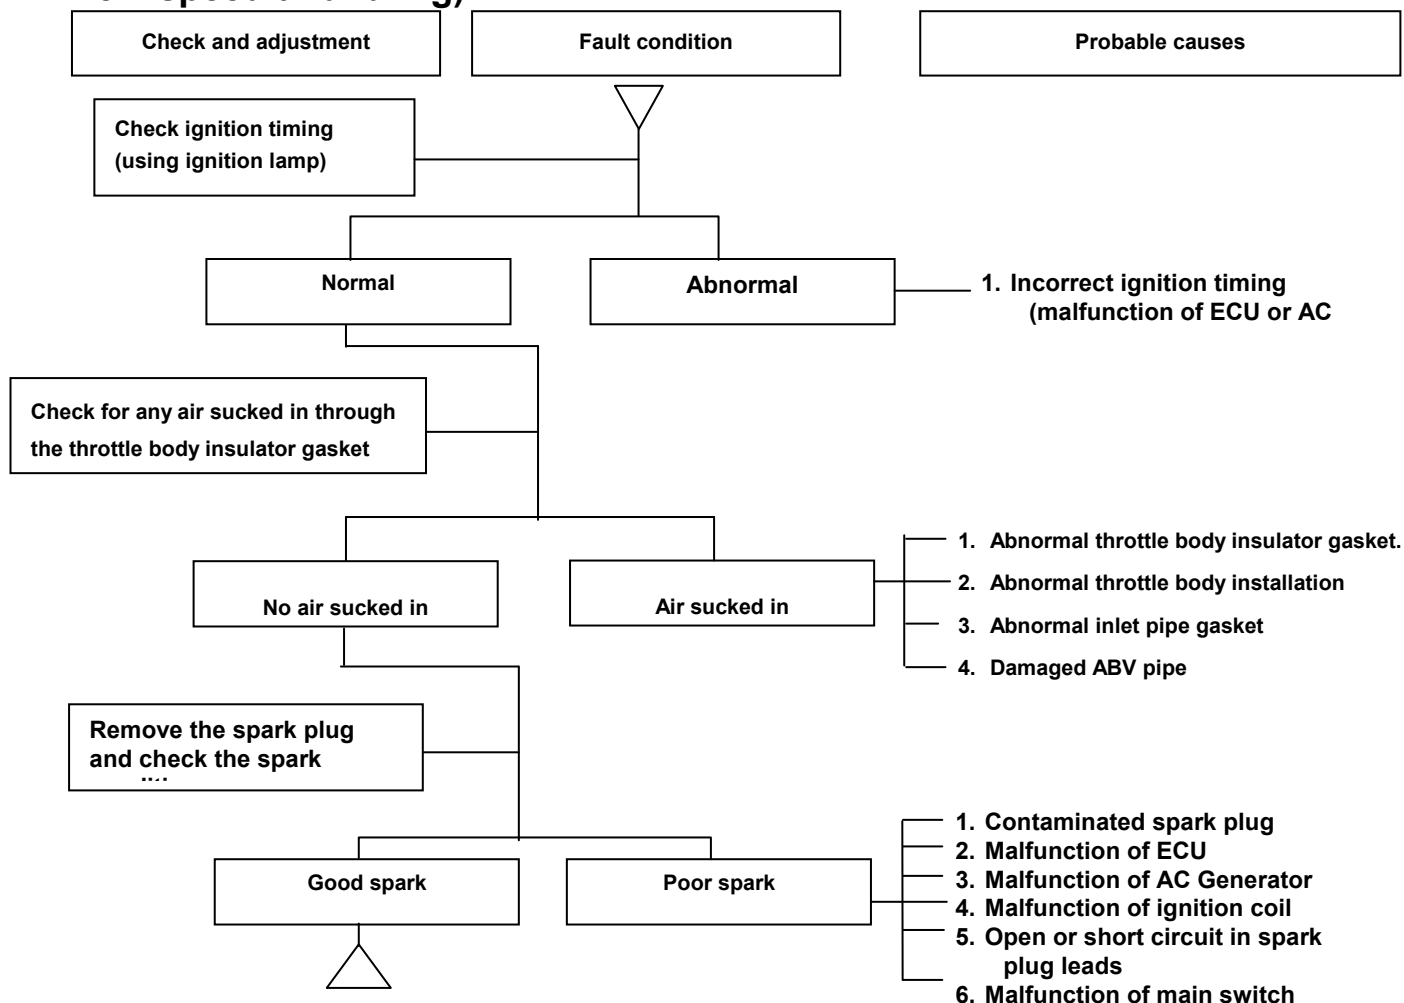 Check and adjustment
Fault condition
Probable causes
Check ignition timing
(using ignition lamp)
Normal
Abnormal
1. Incorrect ignition timing
(malfunction of ECU or AC
Check for any air sucked in through
the throttle body insulator gasket
No air sucked in
Air sucked in
1. Abnormal throttle body insulator gasket.
2. Abnormal throttle body installation
3. Abnormal inlet pipe gasket
4. Damaged ABV pipe
Remove the spark plug
and check the spark
Good spark
Poor spark
1. Contaminated spark plug
2. Malfunction of ECU
3. Malfunction of AC Generator
4. Malfunction of ignition coil
5. Open or short circuit in spark
plug leads
6. Malfunction of main switch